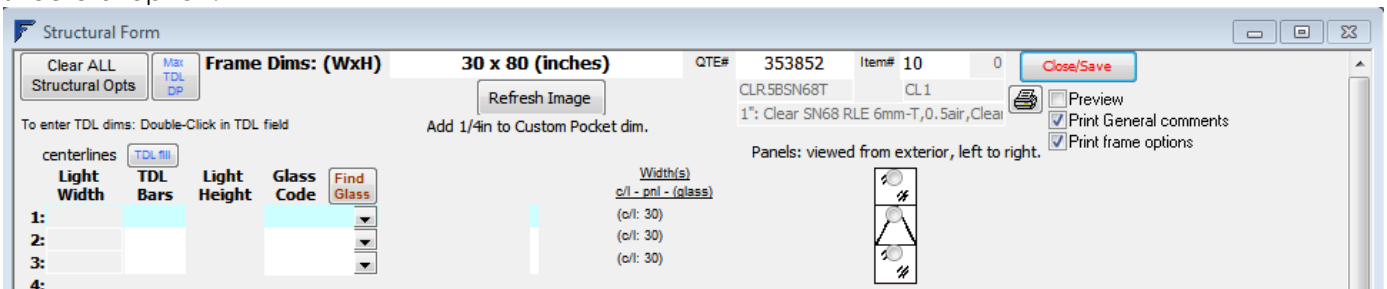 Structural Form
Clear ALL Structural Opts
Max TDL DP
Frame Dims: (WxH)
30 x 80 (inches)
QTE# 353852
Item# 10
0
Close/Save
Refresh Image
CLR5BSN68T
CL1
Preview
1": Clear SN68 RLE 6mm-T,0.5air,Clear
Print General comments
To enter TDL dims: Double-Click in TDL field
Add 1/4in to Custom Pocket dim.
Print frame options
Panels: viewed from exterior, left to right.
centerlines
TDL fill
Light Width
TDL Bars
Light Height
Glass Code
Find Glass
Width(s)
c/l - pnl - (glass)
1:
(c/l: 30)
2:
(c/l: 30)
3:
(c/l: 30)
4: